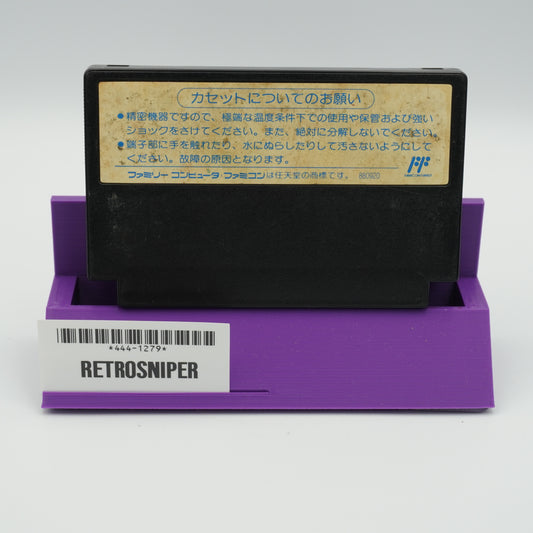 カセットについてのお願い
●精密機器ですので、極端な温度条件下での使用や保管および強い
ショックをさけてください。また、絶対に分解しないでください。
●端子部に手を触れたり、水にぬらしたりして汚さないようにして
ください。故障の原因となります。
ファミリーコンピュータ・ファミコンは任天堂の商標です。 880920
*444-1279*
RETROSNIPER